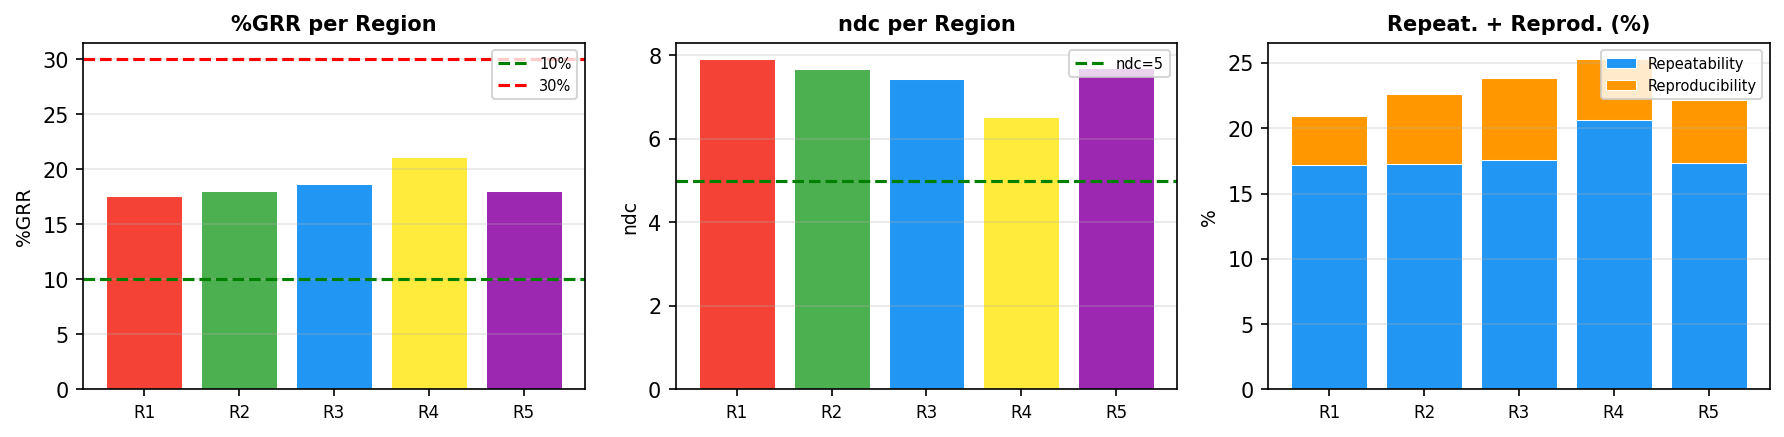 %GRR per Region
%GRR
30
25
20
15
10
5
0
R1 R2 R3 R4 R5
10%
30%
ndc per Region
ndc
8
6
4
2
0
R1 R2 R3 R4 R5
ndc=5
Repeat. + Reprod. (%)
%
25
20
15
10
5
0
R1 R2 R3 R4 R5
Repeatability
Reproducibility